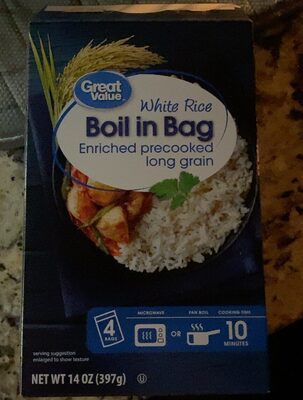 Great
Value
White Rice
Boil in Bag
Enriched precooked
long grain
MICROWAVE
PAN BOIL
COOKING TIME
4
BAGS
OR
10
MINUTES
serving suggestion
enlarged to show texture
NET WT 14 OZ (397g)
U